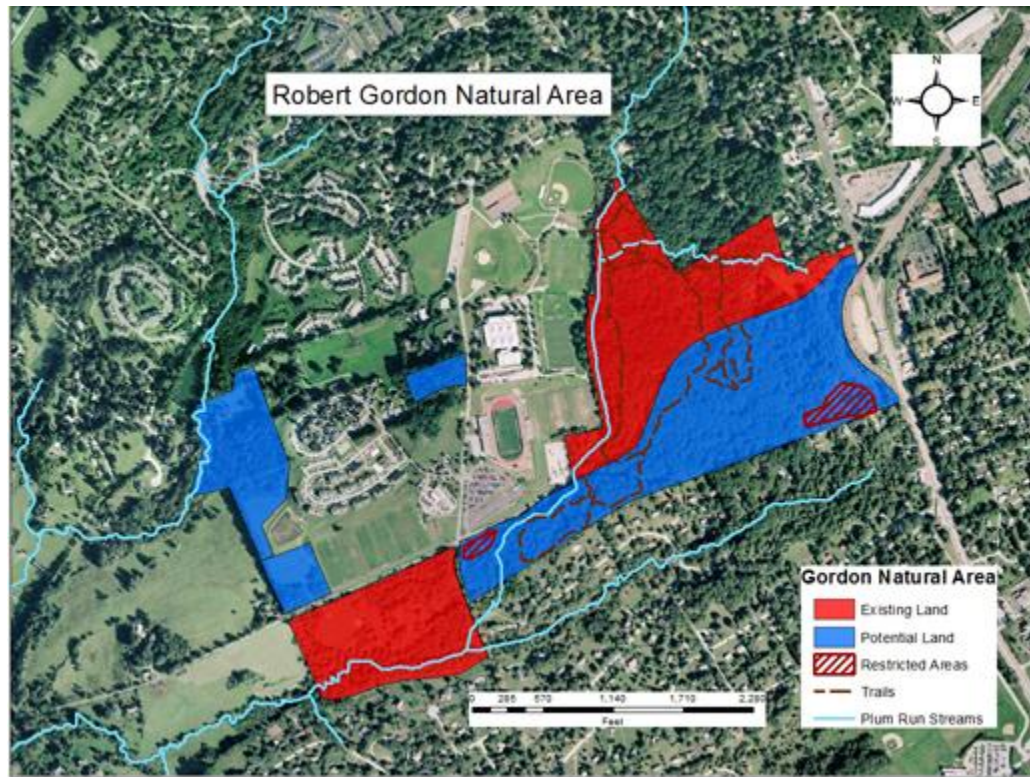 Robert Gordon Natural Area
N
W E
S
Gordon Natural Area
Existing Land
Potential Land
Restricted Areas
Trails
Plum Run Streams
0 285 570 1,140 1,710 2,280
Feet